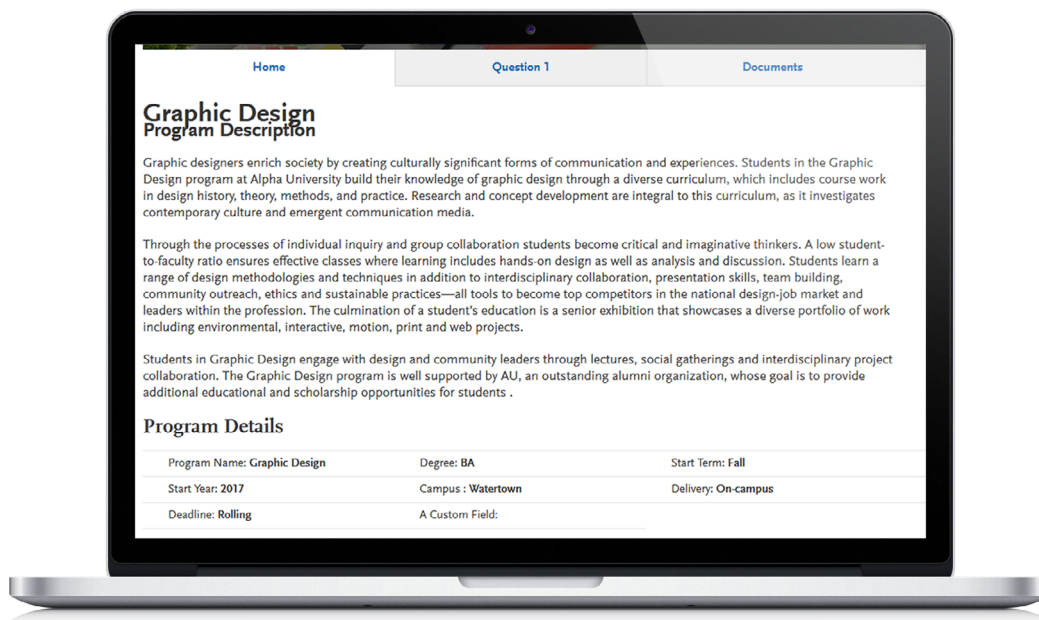 Home
Question 1
Documents
Graphic Design
Program Description
Graphic designers enrich society by creating culturally significant forms of communication and experiences. Students in the Graphic
Design program at Alpha University build their knowledge of graphic design through a diverse curriculum, which includes course work
in design history, theory, methods, and practice. Research and concept development are integral to this curriculum, as it investigates
contemporary culture and emergent communication media.
Through the processes of individual inquiry and group collaboration students become critical and imaginative thinkers. A low student-
to-faculty ratio ensures effective classes where learning includes hands-on design as well as analysis and discussion. Students learn a
range of design methodologies and techniques in addition to interdisciplinary collaboration, presentation skills, team building,
community outreach, ethics and sustainable practices—all tools to become top competitors in the national design-job market and
leaders within the profession. The culmination of a student's education is a senior exhibition that showcases a diverse portfolio of work
including environmental, interactive, motion, print and web projects.
Students in Graphic Design engage with design and community leaders through lectures, social gatherings and interdisciplinary project
collaboration. The Graphic Design program is well supported by AU, an outstanding alumni organization, whose goal is to provide
additional educational and scholarship opportunities for students .
Program Details
Program Name: Graphic Design
Degree: BA
Start Term: Fall
Start Year: 2017
Campus : Watertown
Delivery: On-campus
Deadline: Rolling
A Custom Field: